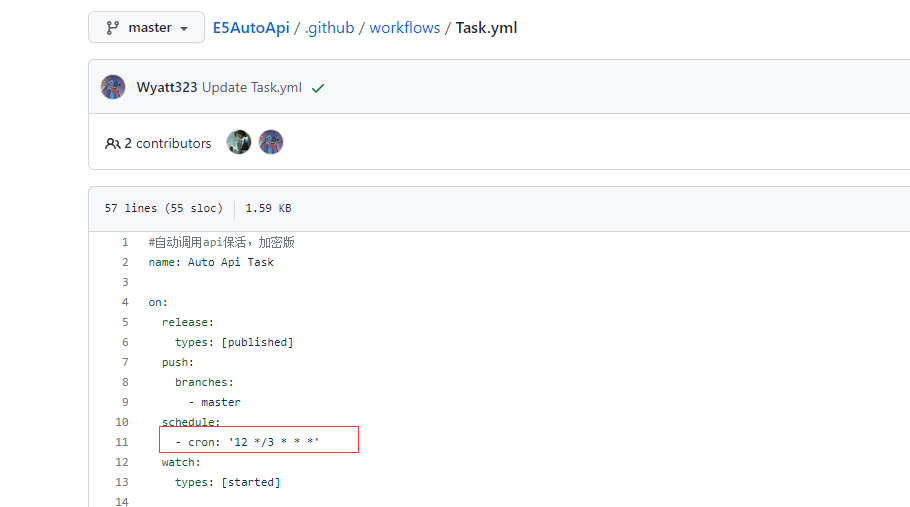 master E5AutoApi / .github / workflows / Task.yml
Wyatt323 Update Task.yml
2 contributors
57 lines (55 sloc) 1.59 KB
1 #自动调用api保活，加密版
2 name: Auto Api Task
3
4 on:
5 release:
6 types: [published]
7 push:
8 branches:
9 - master
10 schedule:
11 - cron: '12 */3 * * *'
12 watch:
13 types: [started]
14